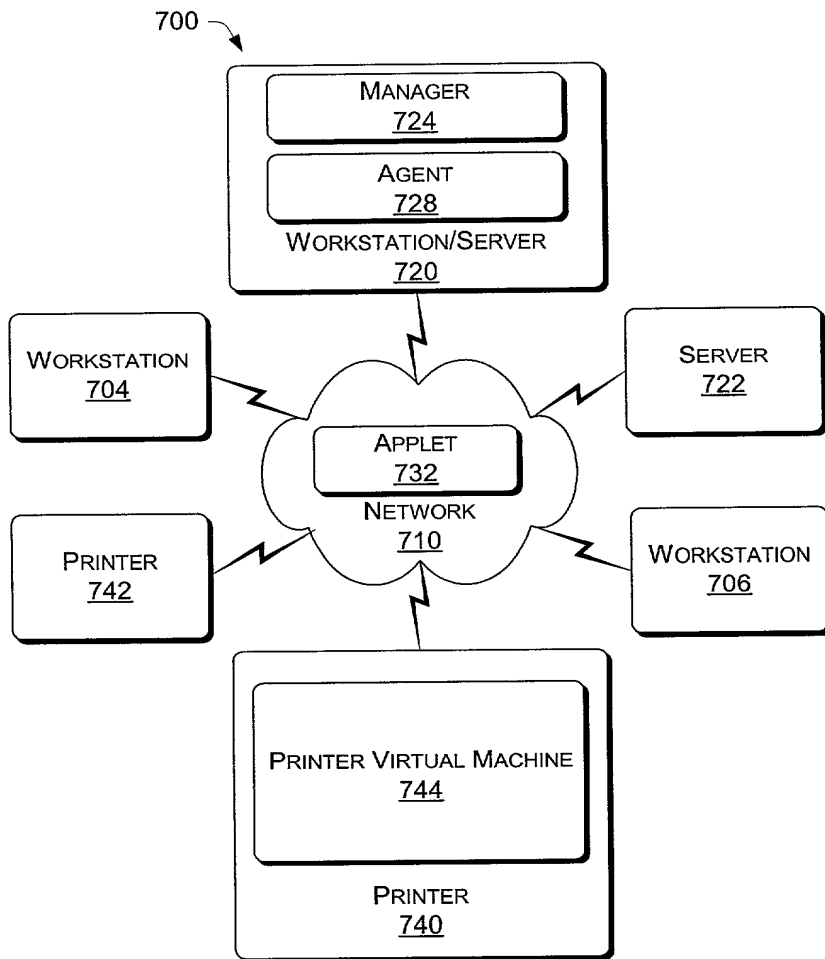 700
MANAGER
724
AGENT
728
WORKSTATION/SERVER
720
WORKSTATION
704
SERVER
722
APPLET
732
NETWORK
710
PRINTER
742
WORKSTATION
706
PRINTER VIRTUAL MACHINE
744
PRINTER
740